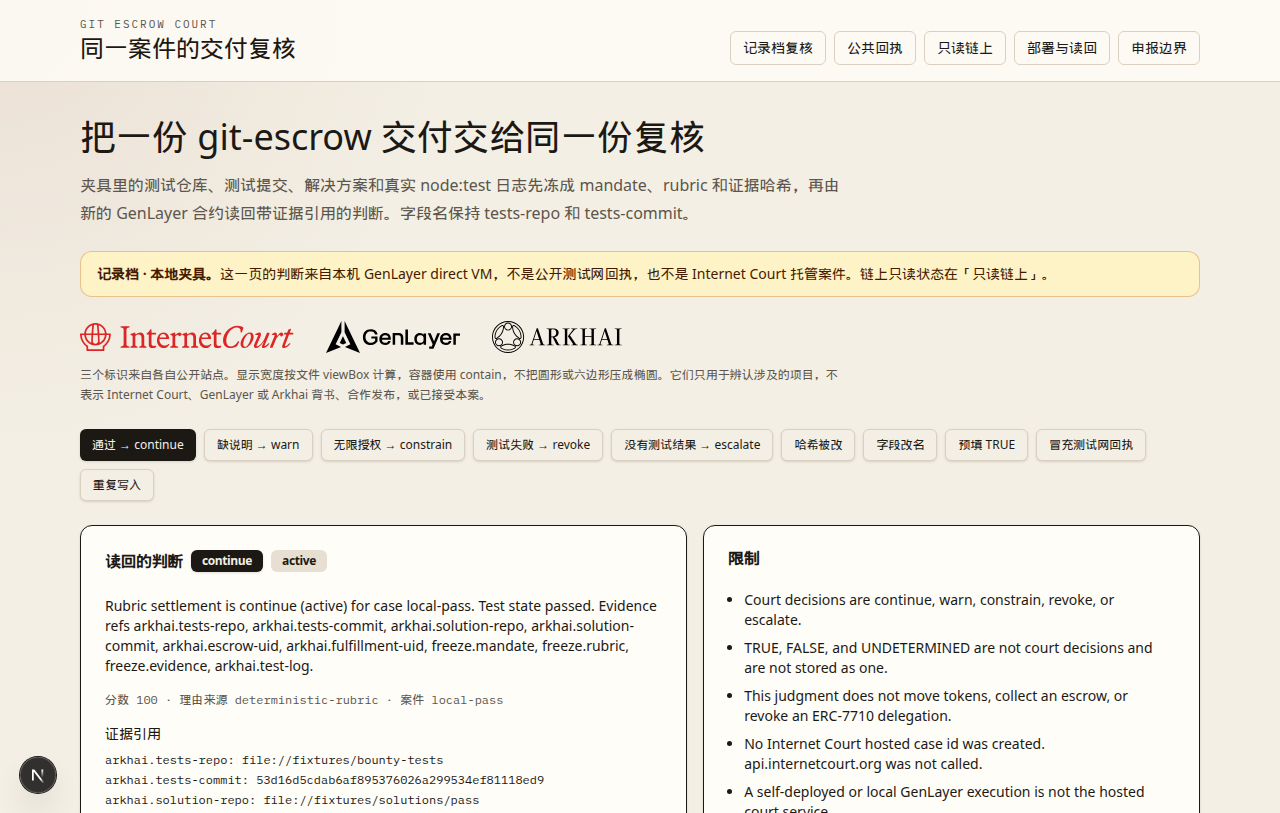 GIT ESCROW COURT
同一案件的交付复核
记录档复核
公共回执
只读链上
部署与读回
申报边界
把一份 git-escrow 交付交给同一份复核
夹具里的测试仓库、测试提交、解决方案和真实 node:test 日志先冻成 mandate、rubric 和证据哈希，再由
新的 GenLayer 合约读回带证据引用的判断。字段名保持 tests-repo 和 tests-commit。
记录档 · 本地夹具。这一页的判断来自本机 GenLayer direct VM，不是公开测试网回执，也不是 Internet Court 托管案件。链上只读状态在「只读链上」。
InternetCourt
GenLayer
ARKHAI
三个标识来自各自公开站点。显示宽度按文件 viewBox 计算，容器使用 contain，不把圆形或六边形压成椭圆。它们只用于辨认涉及的项目，不
表示 Internet Court、GenLayer 或 Arkhai 背书、合作发布，或已接受本案。
通过 → continue
缺说明 → warn
无限授权 → constrain
测试失败 → revoke
没有测试结果 → escalate
哈希被改
字段改名
预填 TRUE
冒充测试网回执
重复写入
读回的判断 continue active
Rubric settlement is continue (active) for case local-pass. Test state passed. Evidence
refs arkhai.tests-repo, arkhai.tests-commit, arkhai.solution-repo, arkhai.solution-
commit, arkhai.escrow-uid, arkhai.fulfillment-uid, freeze.mandate, freeze.rubric,
freeze.evidence, arkhai.test-log.
分数 100 · 理由来源 deterministic-rubric · 案件 local-pass
证据引用
arkhai.tests-repo: file://fixtures/bounty-tests
arkhai.tests-commit: 53d16d5cdab6af895376026a299534ef81118ed9
arkhai.solution-repo: file://fixtures/solutions/pass
限制
Court decisions are continue, warn, constrain, revoke, or
escalate.
TRUE, FALSE, and UNDETERMINED are not court decisions and
are not stored as one.
This judgment does not move tokens, collect an escrow, or
revoke an ERC-7710 delegation.
No Internet Court hosted case id was created.
api.internetcourt.org was not called.
A self-deployed or local GenLayer execution is not the hosted
court service.